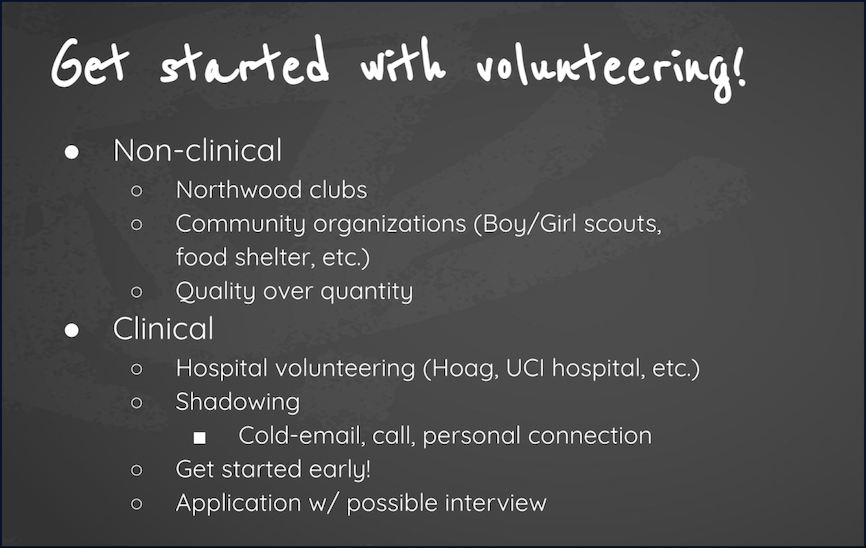 Get started with volunteering!
● Non-clinical
○ Northwood clubs
○ Community organizations (Boy/Girl scouts,
food shelter, etc.)
○ Quality over quantity
● Clinical
○ Hospital volunteering (Hoag, UCI hospital, etc.)
○ Shadowing
■ Cold-email, call, personal connection
○ Get started early!
○ Application w/ possible interview